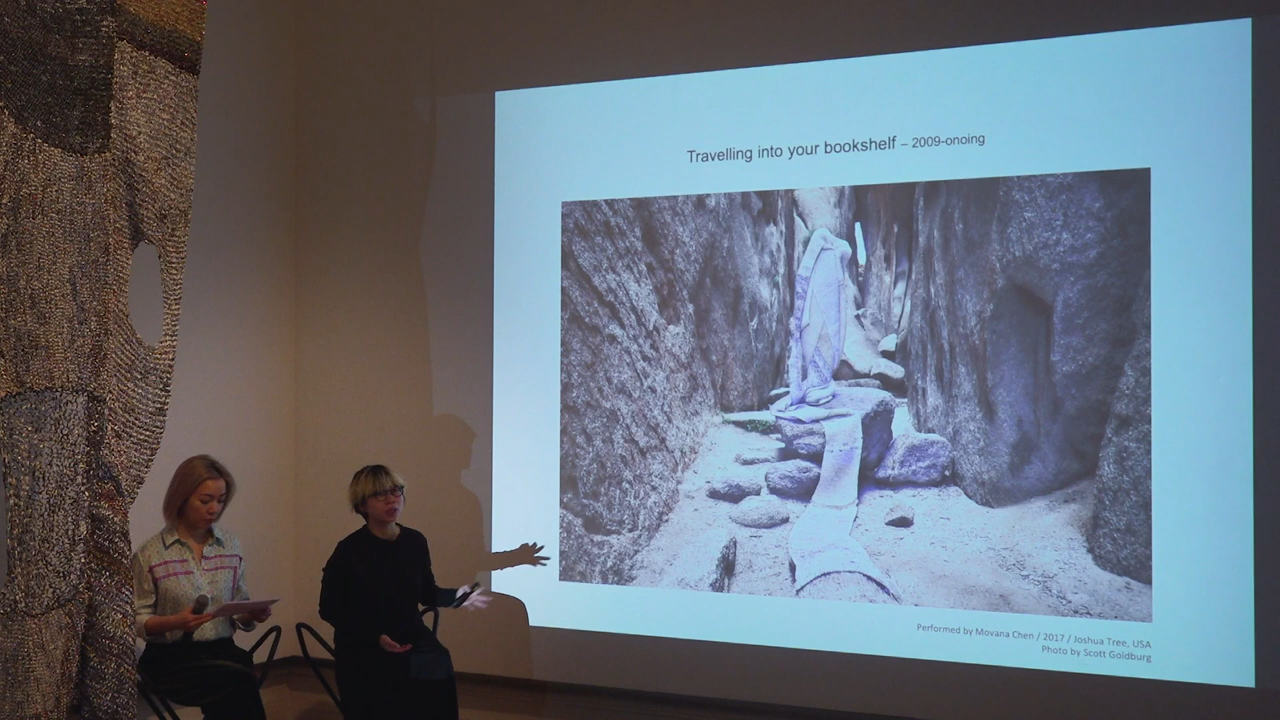 Travelling into your bookshelf – 2009-onoing
Performed by Movana Chen / 2017 / Joshua Tree, USA
Photo by Scott Goldburg